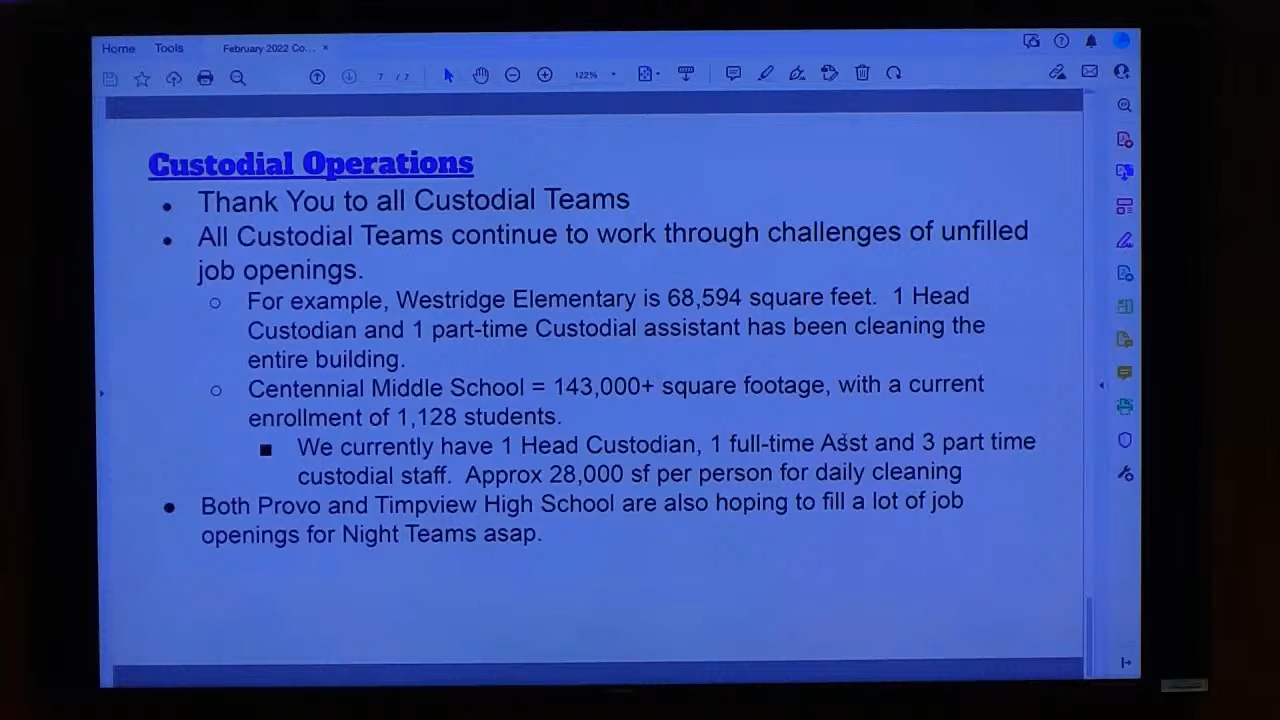 Home Tools February 2022 Co... ×
7 / 7 122%
Custodial Operations
• Thank You to all Custodial Teams
• All Custodial Teams continue to work through challenges of unfilled
job openings.
○ For example, Westridge Elementary is 68,594 square feet. 1 Head
Custodian and 1 part-time Custodial assistant has been cleaning the
entire building.
○ Centennial Middle School = 143,000+ square footage, with a current
enrollment of 1,128 students.
■ We currently have 1 Head Custodian, 1 full-time Asst and 3 part time
custodial staff. Approx 28,000 sf per person for daily cleaning
• Both Provo and Timpview High School are also hoping to fill a lot of job
openings for Night Teams asap.